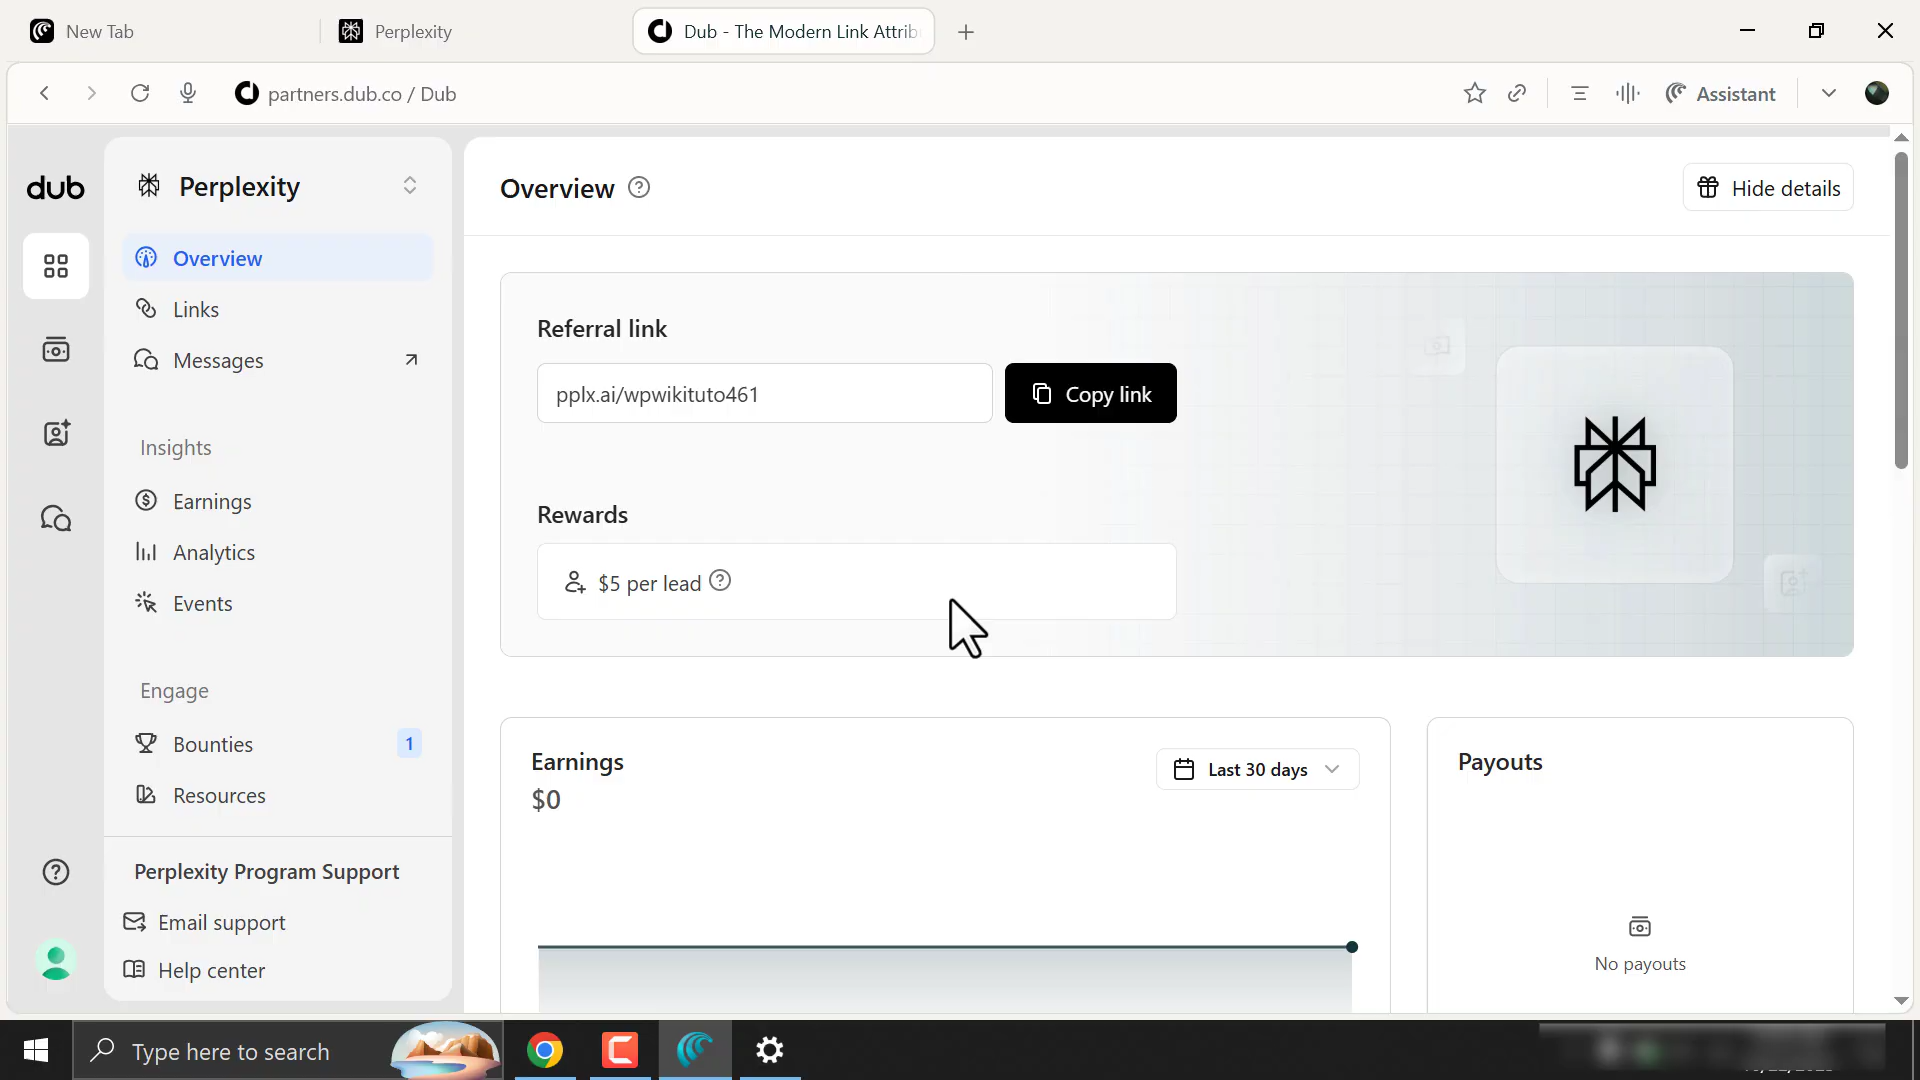 New Tab
Perplexity
Dub - The Modern Link Attrib
partners.dub.co / Dub
Assistant
dub
Perplexity
Overview
Links
Messages
Insights
Earnings
Analytics
Events
Engage
Bounties 1
Resources
Perplexity Program Support
Email support
Help center
Overview
Hide details
Referral link
pplx.ai/wpwikituto461
Copy link
Rewards
$5 per lead
Earnings
$0
Last 30 days
Payouts
No payouts
Type here to search